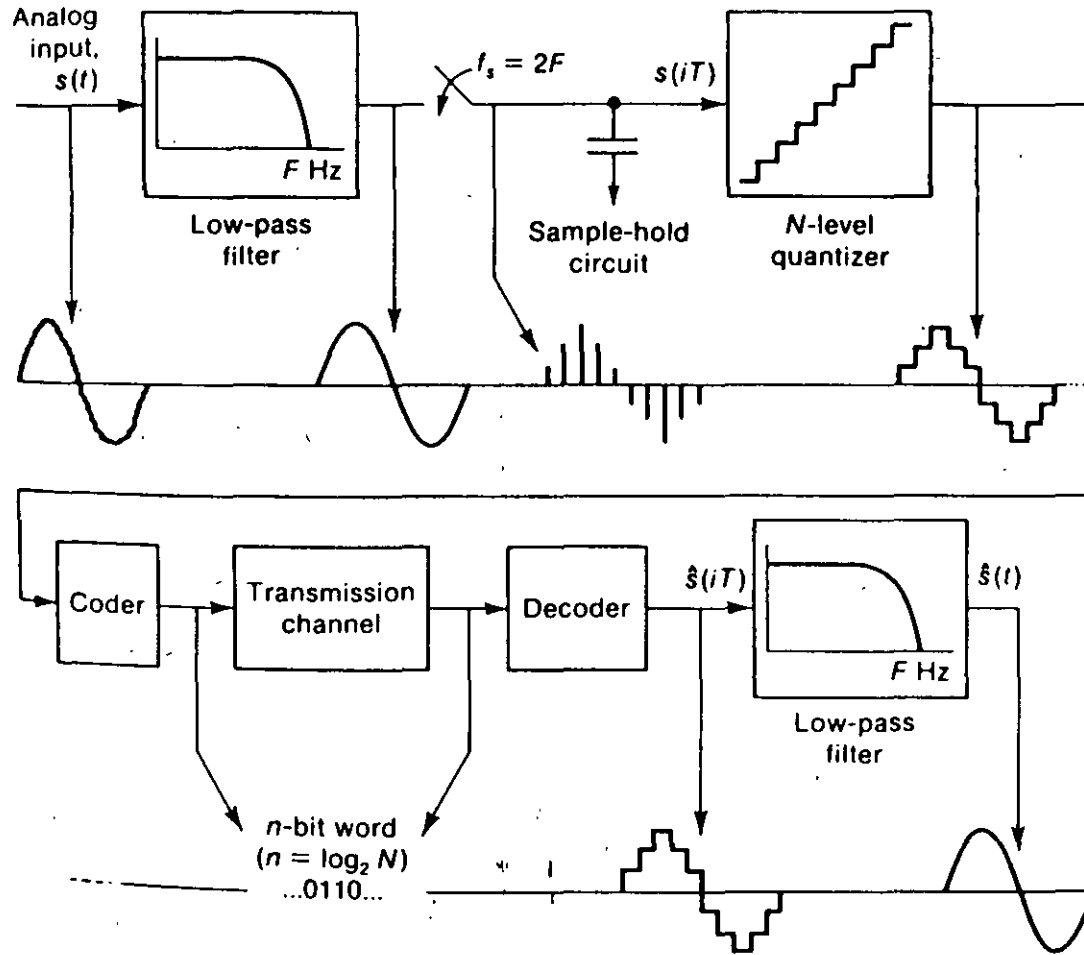 Analog
input,
s(t)
F Hz
Low-pass
filter
f_s = 2F
Sample-hold
circuit
s(iT)
N-level
quantizer
Coder
Transmission
channel
Decoder
ŝ(iT)
F Hz
Low-pass
filter
ŝ(t)
n-bit word
(n = log₂ N)
...0110...